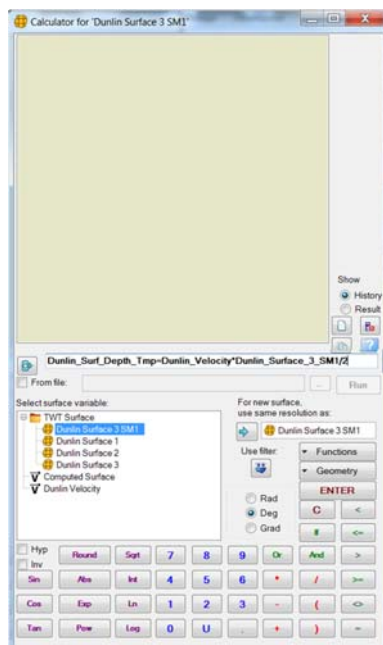 Calculator for 'Dunlin Surface 3 SM1'
Show
History
Result
Dunlin_Surf_Depth_Tmp=Dunlin_Velocity*Dunlin_Surface_3_SM1/2
From file:
... Run
Select surface variable:
For new surface,
use same resolution as:
TWT Surface
Dunlin Surface 3 SM1
Dunlin Surface 1
Dunlin Surface 2
Dunlin Surface 3
Computed Surface
Dunlin Velocity
Dunlin Surface 3 SM1
Use filter:
Functions
Geometry
ENTER
Rad
Deg
Grad
C <
If <=
Hyp
Inv
Round Sqrt 7 8 9 Or And >
Sin Abs Int 4 5 6 * / >=
Cos Exp Ln 1 2 3 - ( <>
Tan Pow Log 0 U . + ) =